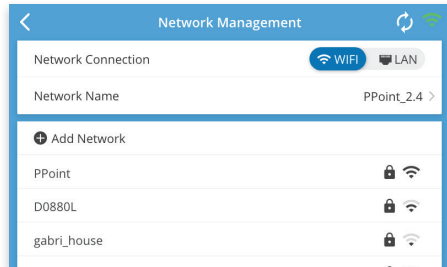 Network Management
Network Connection WIFI LAN
Network Name PPoint_2.4
Add Network
PPoint
D0880L
gabri_house